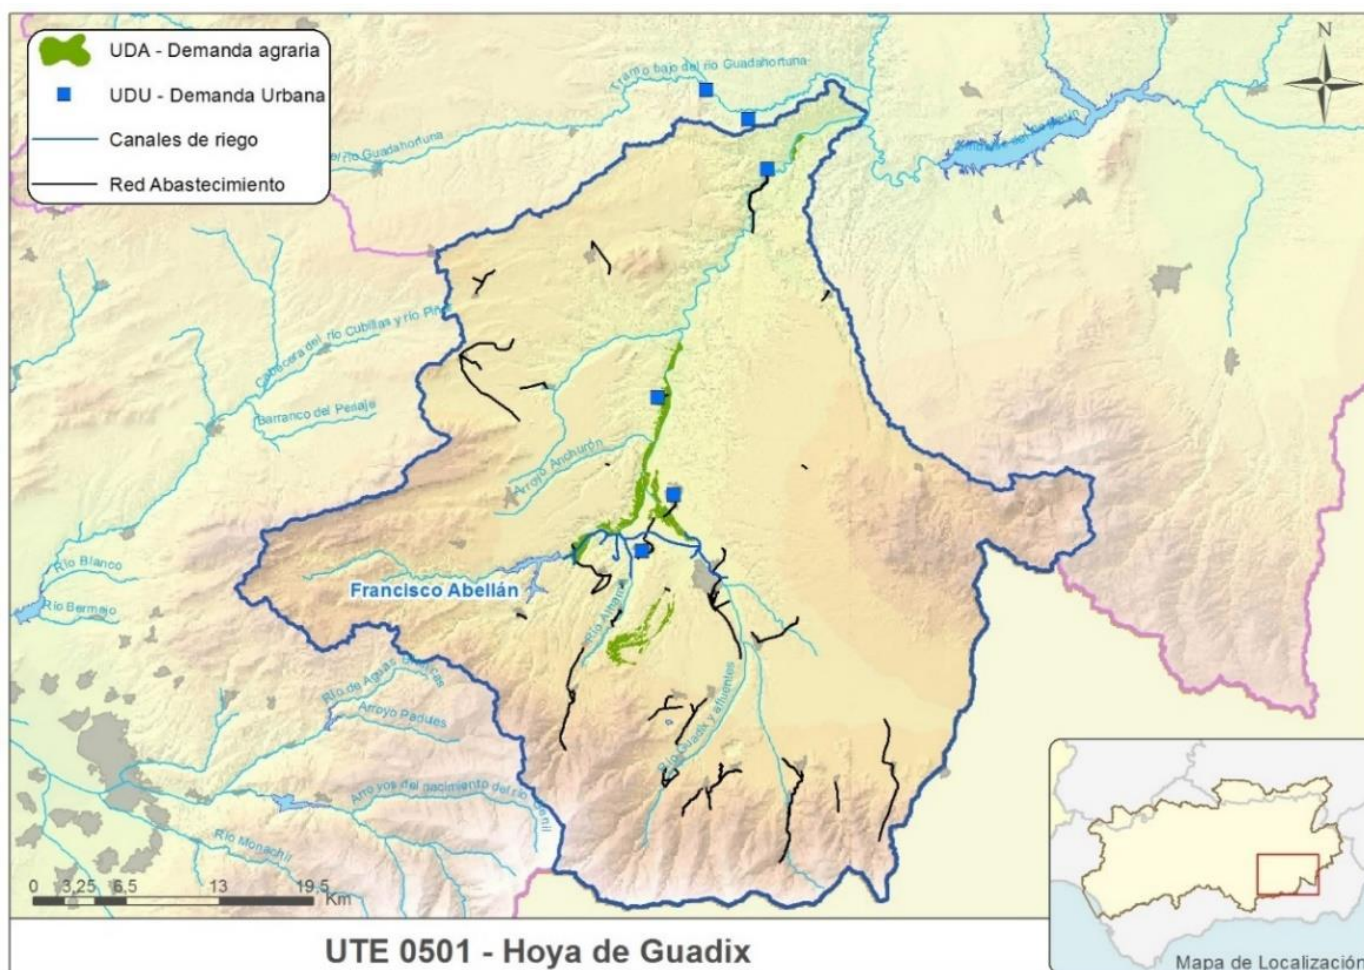 UDA - Demanda agraria
UDU - Demanda Urbana
Canales de riego
Red Abastecimiento
N
Tramo bajo del río Guadahortuna
río Guadahortuna
Cabecera del río Cubillas y río
Barranco del Periaje
Arroyo Anchurón
Río Blanco
Río Bermejo
Francisco Abellán
Río Alhama
Río de Aguas
Arroyo Padules
Río Guadix y afluentes
Arroyos del nacimiento del río Genil
Río Monachil
0 3,25 6,5 13 19,5
Km
UTE 0501 - Hoya de Guadix
Mapa de Localización